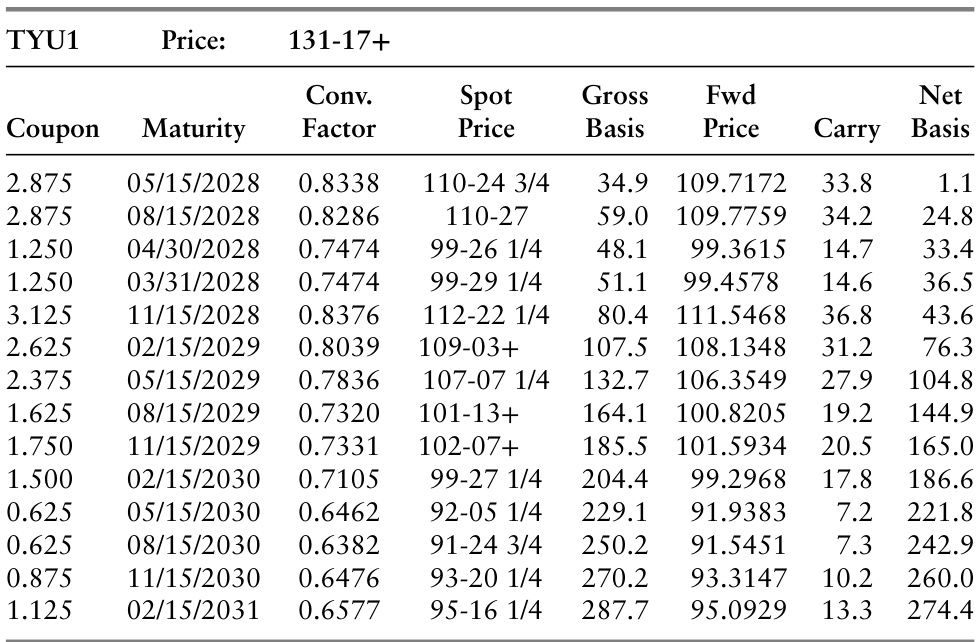 TYU1 Price: 131-17+
Conv. Spot Gross Fwd Net
Coupon Maturity Factor Price Basis Price Carry Basis
2.875 05/15/2028 0.8338 110-24 3/4 34.9 109.7172 33.8 1.1
2.875 08/15/2028 0.8286 110-27 59.0 109.7759 34.2 24.8
1.250 04/30/2028 0.7474 99-26 1/4 48.1 99.3615 14.7 33.4
1.250 03/31/2028 0.7474 99-29 1/4 51.1 99.4578 14.6 36.5
3.125 11/15/2028 0.8376 112-22 1/4 80.4 111.5468 36.8 43.6
2.625 02/15/2029 0.8039 109-03+ 107.5 108.1348 31.2 76.3
2.375 05/15/2029 0.7836 107-07 1/4 132.7 106.3549 27.9 104.8
1.625 08/15/2029 0.7320 101-13+ 164.1 100.8205 19.2 144.9
1.750 11/15/2029 0.7331 102-07+ 185.5 101.5934 20.5 165.0
1.500 02/15/2030 0.7105 99-27 1/4 204.4 99.2968 17.8 186.6
0.625 05/15/2030 0.6462 92-05 1/4 229.1 91.9383 7.2 221.8
0.625 08/15/2030 0.6382 91-24 3/4 250.2 91.5451 7.3 242.9
0.875 11/15/2030 0.6476 93-20 1/4 270.2 93.3147 10.2 260.0
1.125 02/15/2031 0.6577 95-16 1/4 287.7 95.0929 13.3 274.4